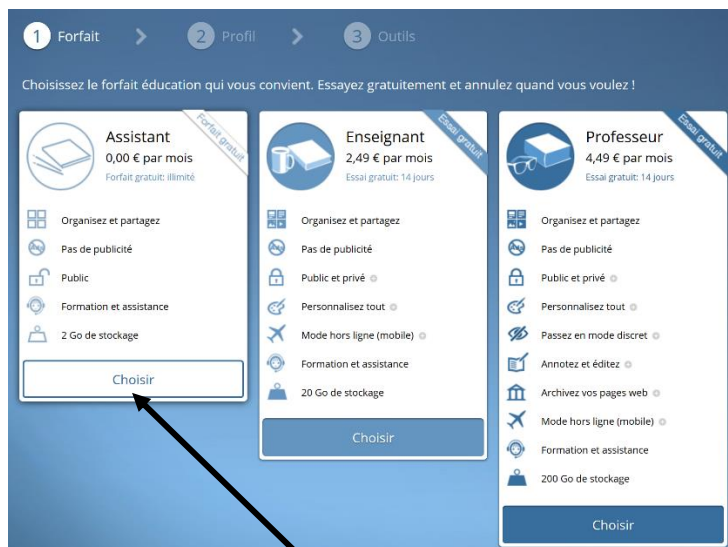 1 Forfait > 2 Profil > 3 Outils
Choisissez le forfait éducation qui vous convient. Essayez gratuitement et annulez quand vous voulez !
Forfait gratuit
Assistant
0,00 € par mois
Forfait gratuit: illimité
Organisez et partagez
Pas de publicité
Public
Formation et assistance
2 Go de stockage
Choisir
Essai gratuit
Enseignant
2,49 € par mois
Essai gratuit: 14 jours
Organisez et partagez
Pas de publicité
Public et privé
Personnalisez tout
Mode hors ligne (mobile)
Formation et assistance
20 Go de stockage
Choisir
Essai gratuit
Professeur
4,49 € par mois
Essai gratuit: 14 jours
Organisez et partagez
Pas de publicité
Public et privé
Personnalisez tout
Passez en mode discret
Annotez et éditez
Archivez vos pages web
Mode hors ligne (mobile)
Formation et assistance
200 Go de stockage
Choisir